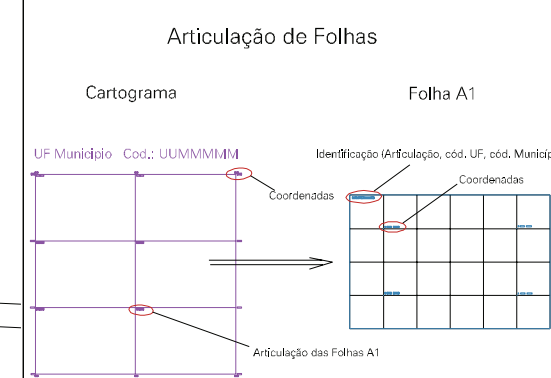 Articulação de Folhas
Cartograma
Folha A1
UF Municipio Cod.: UUMMMMM
Identificação (Articulação, cód. UF, cód. Municíp
Coordenadas
Coordenadas
Articulação das Folhas A1